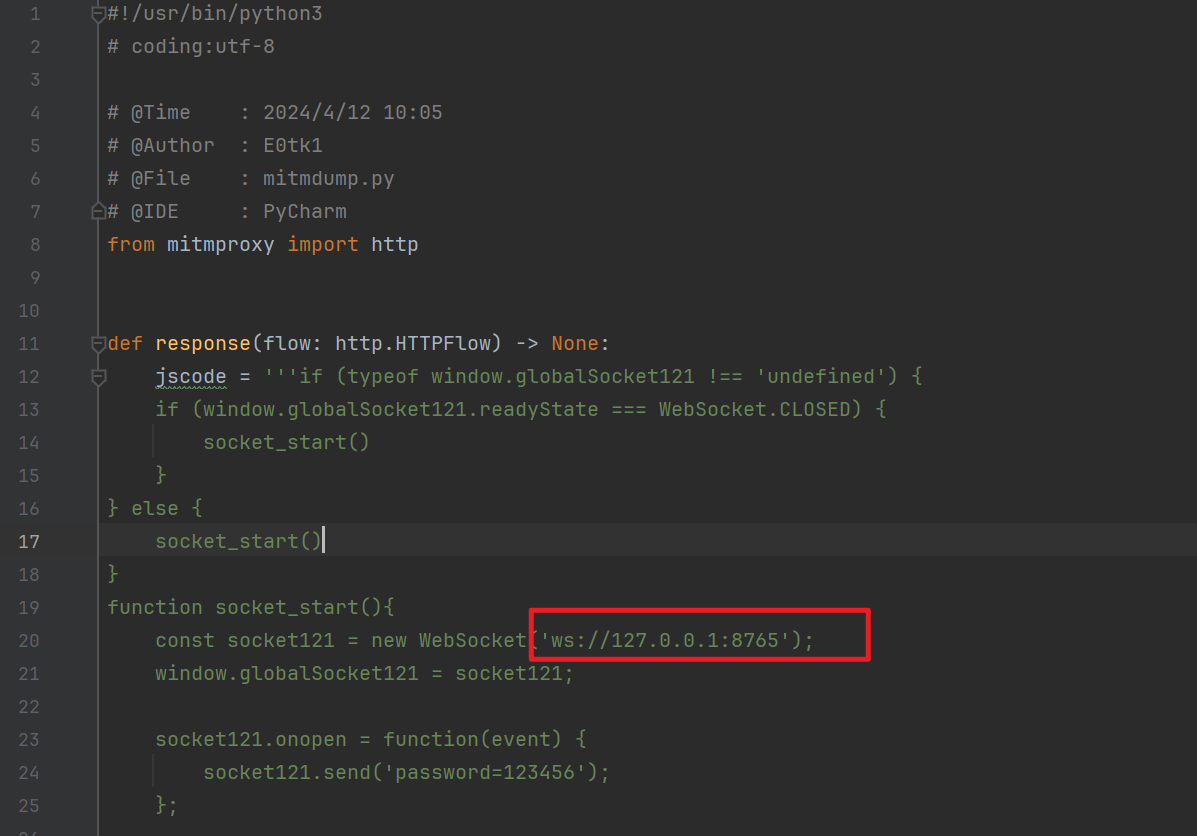 1 #!/usr/bin/python3
2 # coding:utf-8
3
4 # @Time    : 2024/4/12 10:05
5 # @Author  : E0tk1
6 # @File    : mitmdump.py
7 # @IDE     : PyCharm
8 from mitmproxy import http
9
10
11 def response(flow: http.HTTPFlow) -> None:
12     jscode = '''if (typeof window.globalSocket121 !== 'undefined') {
13     if (window.globalSocket121.readyState === WebSocket.CLOSED) {
14         socket_start()
15     }
16 } else {
17     socket_start()
18 }
19 function socket_start(){
20     const socket121 = new WebSocket('ws://127.0.0.1:8765');
21     window.globalSocket121 = socket121;
22
23     socket121.onopen = function(event) {
24         socket121.send('password=123456');
25     };